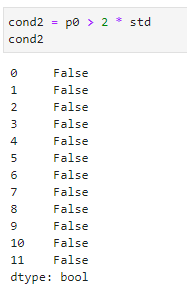 cond2 = p0 > 2 * std
cond2
0 False
1 False
2 False
3 False
4 False
5 False
6 False
7 False
8 False
9 False
10 False
11 False
dtype: bool